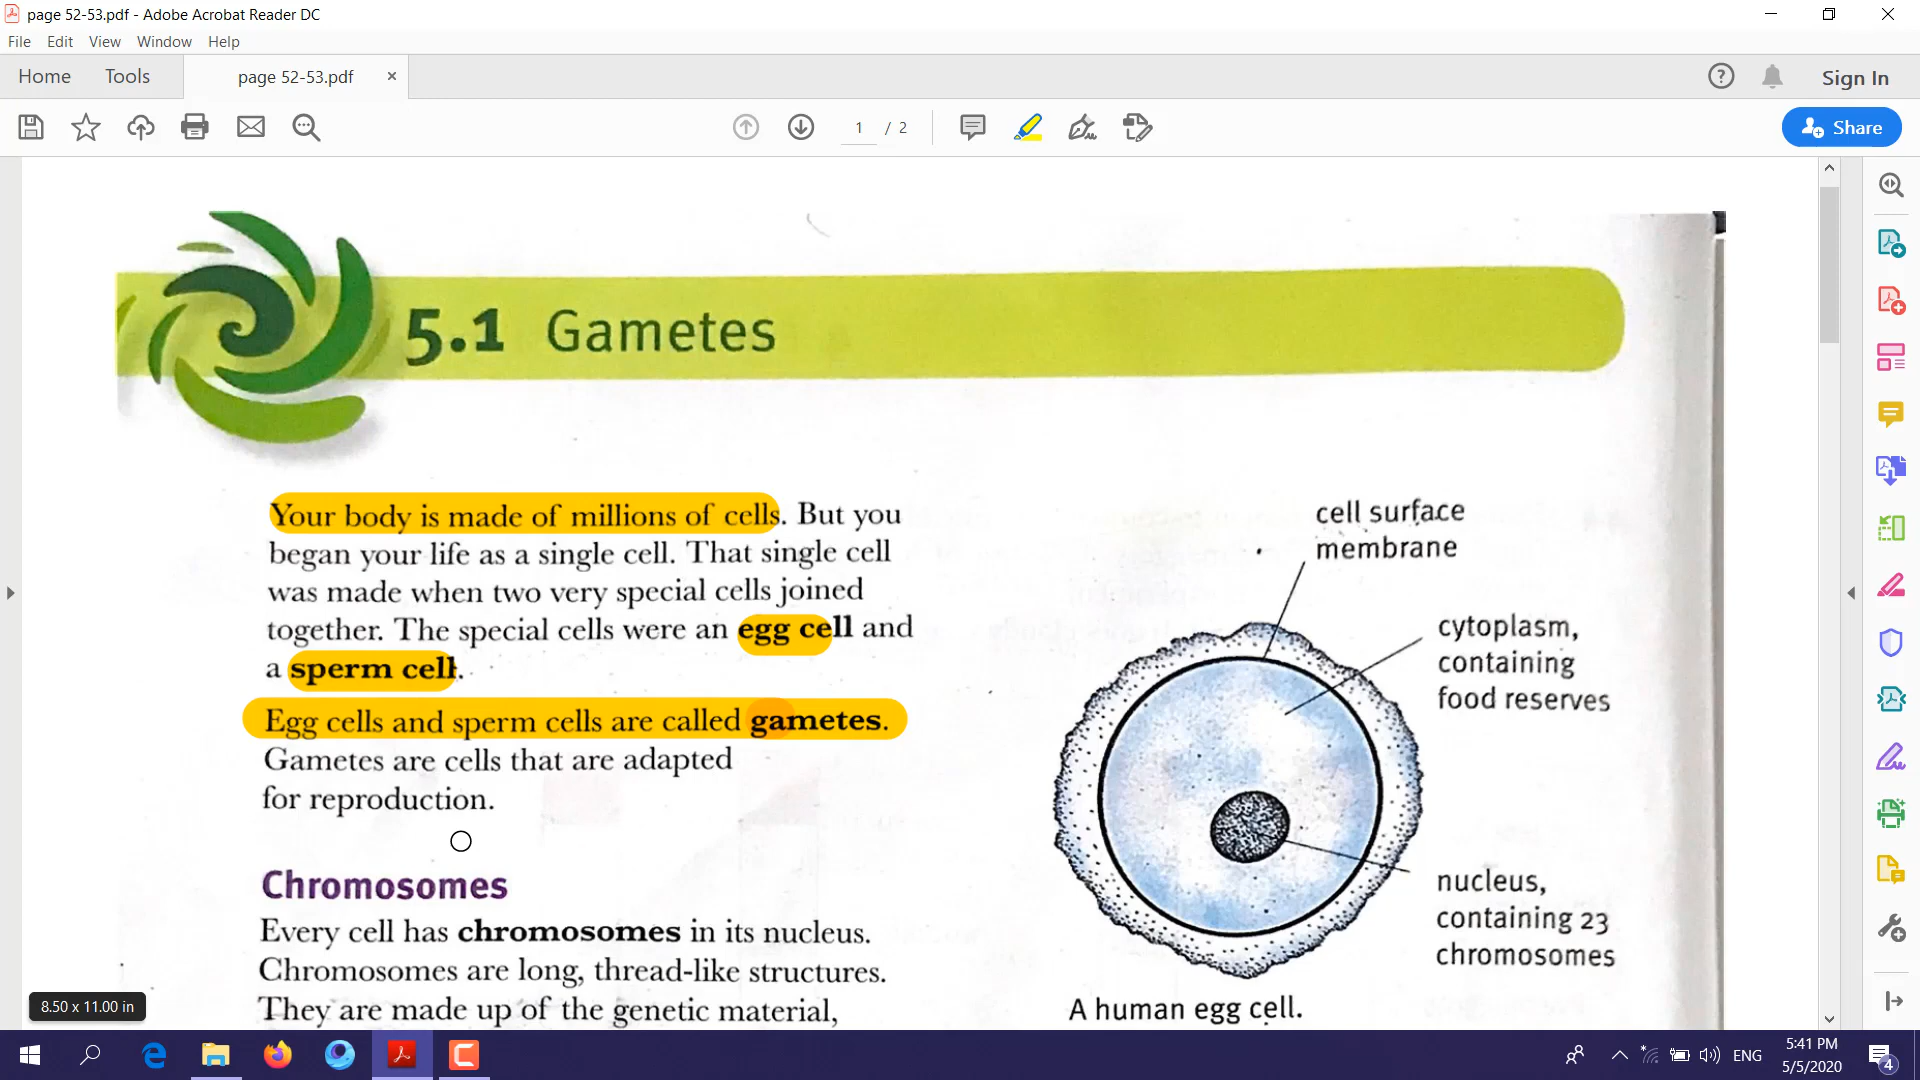 page 52-53.pdf - Adobe Acrobat Reader DC
File Edit View Window Help
Home Tools page 52-53.pdf × Sign In
1 / 2
Share
5.1 Gametes
Your body is made of millions of cells. But you
began your life as a single cell. That single cell
was made when two very special cells joined
together. The special cells were an egg cell and
a sperm cell.
Egg cells and sperm cells are called gametes.
Gametes are cells that are adapted
for reproduction.
Chromosomes
Every cell has chromosomes in its nucleus.
Chromosomes are long, thread-like structures.
They are made up of the genetic material,
cell surface
membrane
cytoplasm,
containing
food reserves
nucleus,
containing 23
chromosomes
A human egg cell.
8.50 x 11.00 in
ENG
5:41 PM
5/5/2020
4